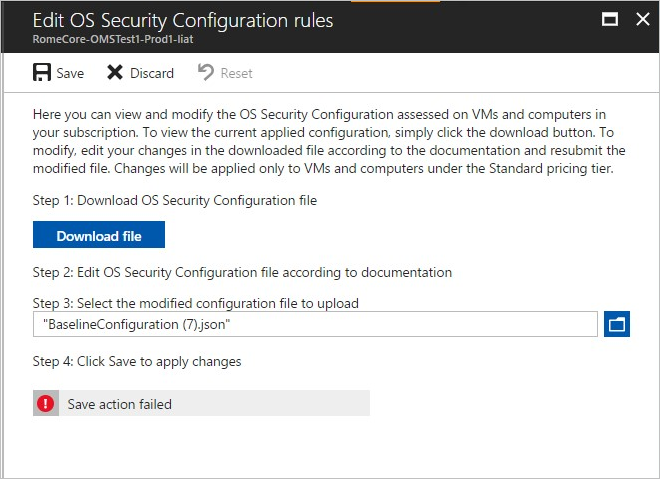 Edit OS Security Configuration rules
RomeCore-OMSTest1-Prod1-liat
Save Discard Reset
Here you can view and modify the OS Security Configuration assessed on VMs and computers in
your subscription. To view the current applied configuration, simply click the download button. To
modify, edit your changes in the downloaded file according to the documentation and resubmit the
modified file. Changes will be applied only to VMs and computers under the Standard pricing tier.
Step 1: Download OS Security Configuration file
Download file
Step 2: Edit OS Security Configuration file according to documentation
Step 3: Select the modified configuration file to upload
"BaselineConfiguration (7).json"
Step 4: Click Save to apply changes
Save action failed